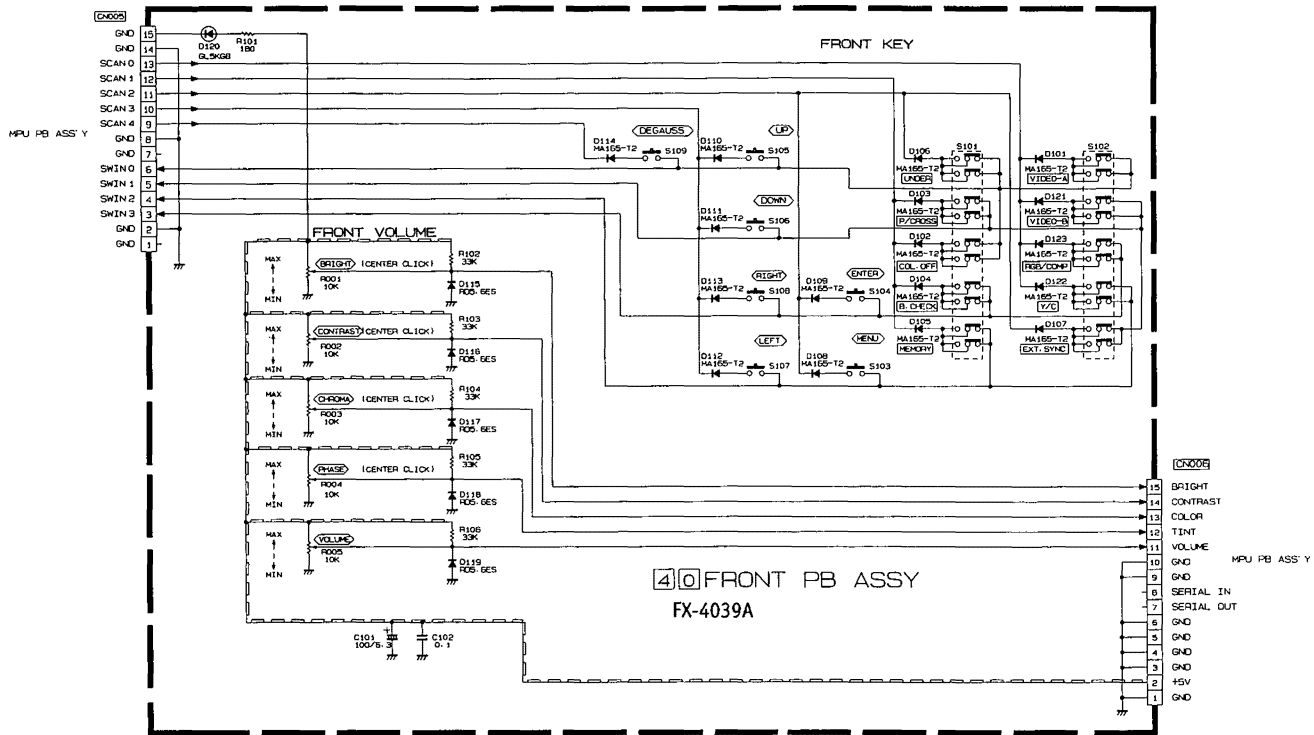 CN005
GND 15
GND 14
SCAN 0 13
SCAN 1 12
SCAN 2 11
SCAN 3 10
SCAN 4 9
GND 8
GND 7
SWIN 0 6
SWIN 1 5
SWIN 2 4
SWIN 3 3
GND 2
GND 1
MPU PB ASS'Y
D120
GL5KGB
R101
180
FRONT KEY
DEGAUSS
D114
MA165-T2
S109
UP
D110
MA165-T2
S105
DOWN
D111
MA165-T2
S106
RIGHT
D113
MA165-T2
S108
ENTER
D109
MA165-T2
S104
LEFT
D112
MA165-T2
S107
MENU
D108
MA165-T2
S103
S101
D106
MA165-T2
UNDER
D103
MA165-T2
P/CROSS
D102
MA165-T2
COL.OFF
D104
MA165-T2
B.CHECK
D105
MA165-T2
MEMORY
S102
D101
MA165-T2
VIDEO-A
D121
MA165-T2
VIDEO-B
D123
MA165-T2
RGB/COMP
D122
MA165-T2
Y/C
D107
MA165-T2
EXT.SYNC
FRONT VOLUME
MAX
MIN
BRIGHT (CENTER CLICK)
R001
10K
R102
33K
D115
RD5.6ES
MAX
MIN
CONTRAST (CENTER CLICK)
R002
10K
R103
33K
D116
RD5.6ES
MAX
MIN
CHROMA (CENTER CLICK)
R003
10K
R104
33K
D117
RD5.6ES
MAX
MIN
PHASE (CENTER CLICK)
R004
10K
R105
33K
D118
RD5.6ES
MAX
MIN
VOLUME
R005
10K
R106
33K
D119
RD5.6ES
C101
100/6.3
C102
0.1
40 FRONT PB ASSY
FX-4039A
CN006
15 BRIGHT
14 CONTRAST
13 COLOR
12 TINT
11 VOLUME
10 GND
9 GND
8 SERIAL IN
7 SERIAL OUT
6 GND
5 GND
4 GND
3 GND
2 +5V
1 GND
MPU PB ASS'Y